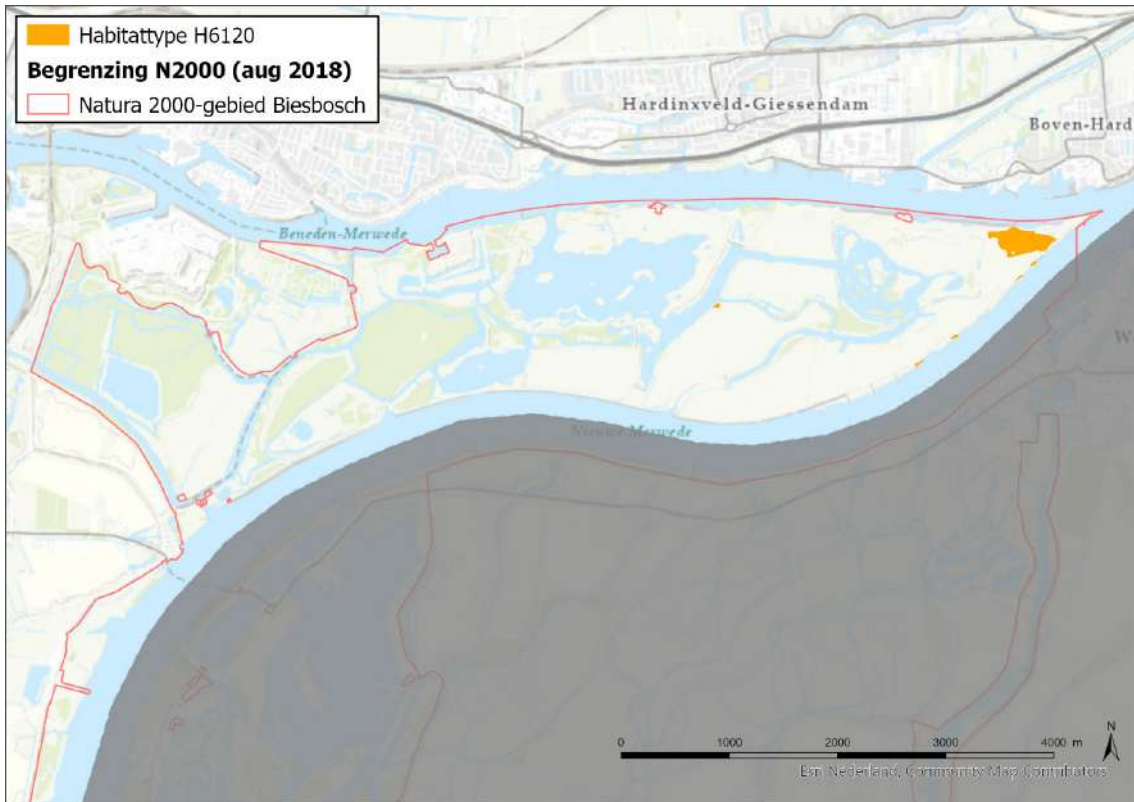 Habitattype H6120
Begrenzing N2000 (aug 2018)
Natura 2000-gebied Biesbosch
Hardinxveld-Giessendam
Boven-Hard
Beneden-Merwede
Nieuwe Merwede
W
0 1000 2000 3000 4000 m
N
Esri Nederland, Community Map Contributors